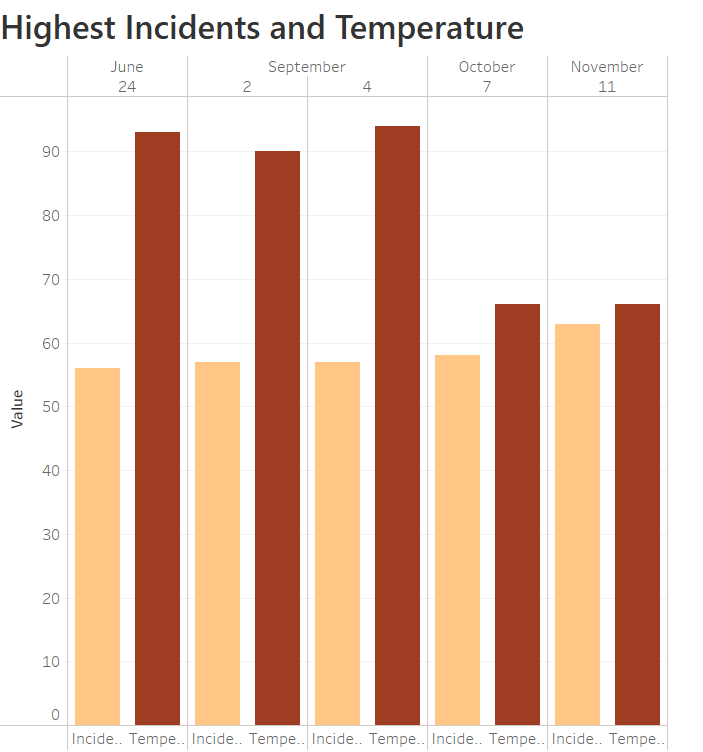 Highest Incidents and Temperature
June September October November
24 2 4 7 11
90
80
70
60
50
40
30
20
10
0
Value
Incide.. Tempe.. Incide.. Tempe.. Incide.. Tempe.. Incide.. Tempe.. Incide.. Tempe..